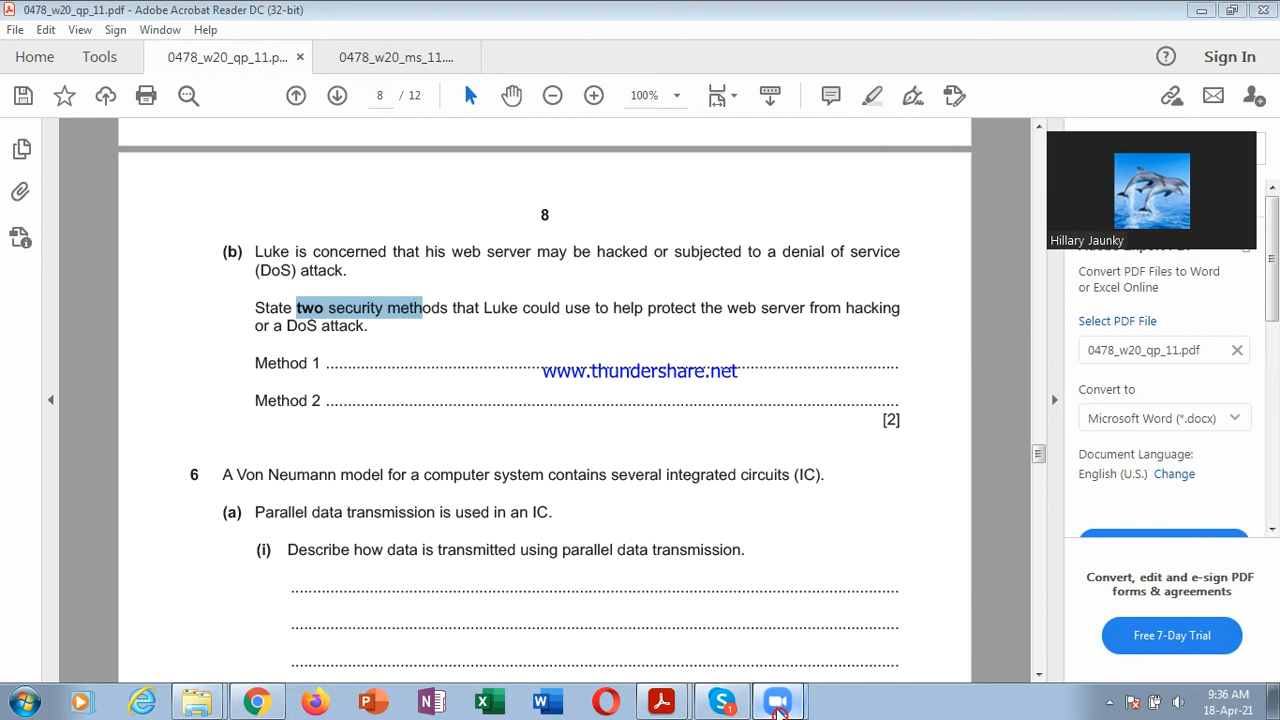 0478_w20_qp_11.pdf - Adobe Acrobat Reader DC (32-bit)
File Edit View Sign Window Help
Home Tools 0478_w20_qp_11.p... × 0478_w20_ms_11.... Sign In
8 / 12 100%
Hillary Jaunky
Convert PDF Files to Word
or Excel Online
Select PDF File
0478_w20_qp_11.pdf
Convert to
Microsoft Word (*.docx)
Document Language:
English (U.S.) Change
Convert, edit and e-sign PDF
forms & agreements
Free 7-Day Trial
8
(b) Luke is concerned that his web server may be hacked or subjected to a denial of service
(DoS) attack.
State two security methods that Luke could use to help protect the web server from hacking
or a DoS attack.
Method 1 ..........................................................................................
www.thundershare.net
Method 2 ..........................................................................................
[2]
6 A Von Neumann model for a computer system contains several integrated circuits (IC).
(a) Parallel data transmission is used in an IC.
(i) Describe how data is transmitted using parallel data transmission.
..........................................................................................
..........................................................................................
..........................................................................................
9:36 AM
18-Apr-21